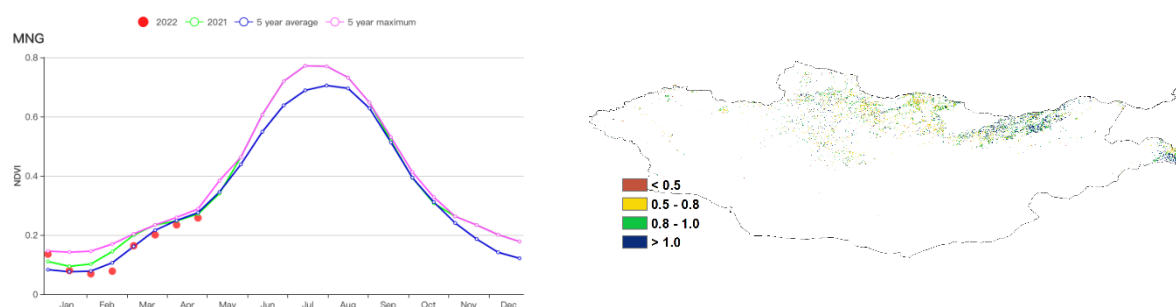 2022 2021 5 year average 5 year maximum
MNG
0.8
0.6
0.4
0.2
0
NDVI
Jan Feb Mar Apr May Jun Jul Aug Sep Oct Nov Dec
< 0.5
0.5 - 0.8
0.8 - 1.0
> 1.0